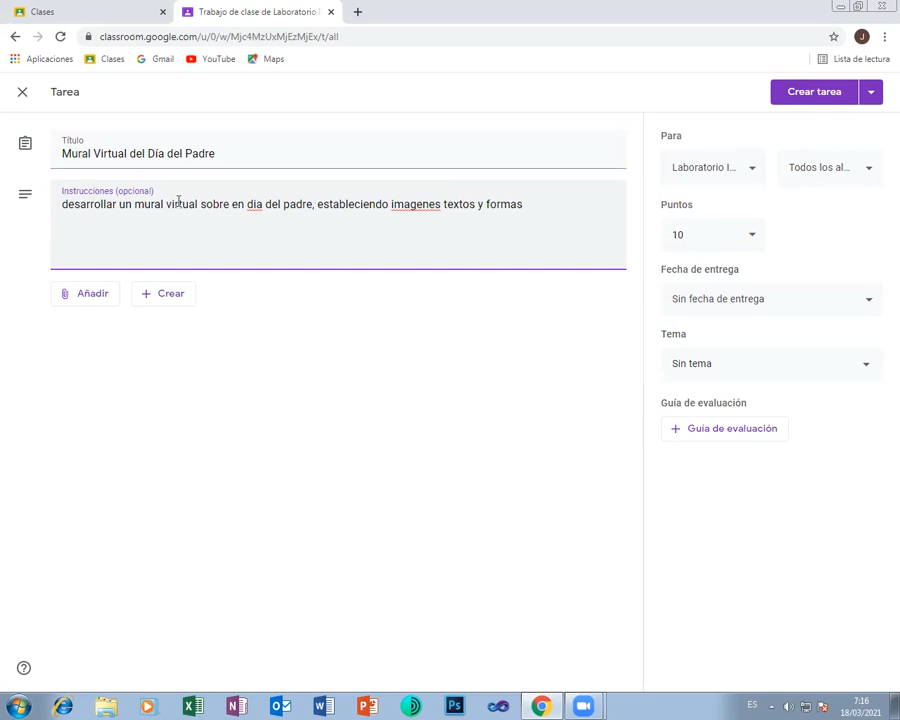 Clases
Trabajo de clase de Laboratorio
classroom.google.com/u/0/w/Mjc4MzUxMjEzMjEx/t/all
J
Aplicaciones Clases Gmail YouTube Maps Lista de lectura
Tarea
Crear tarea
Título
Mural Virtual del Día del Padre
Instrucciones (opcional)
desarrollar un mural virtual sobre en dia del padre, estableciendo imagenes textos y formas
Añadir
Crear
Para
Laboratorio I...
Todos los al...
Puntos
10
Fecha de entrega
Sin fecha de entrega
Tema
Sin tema
Guía de evaluación
Guía de evaluación
ES
7:16
18/03/2021